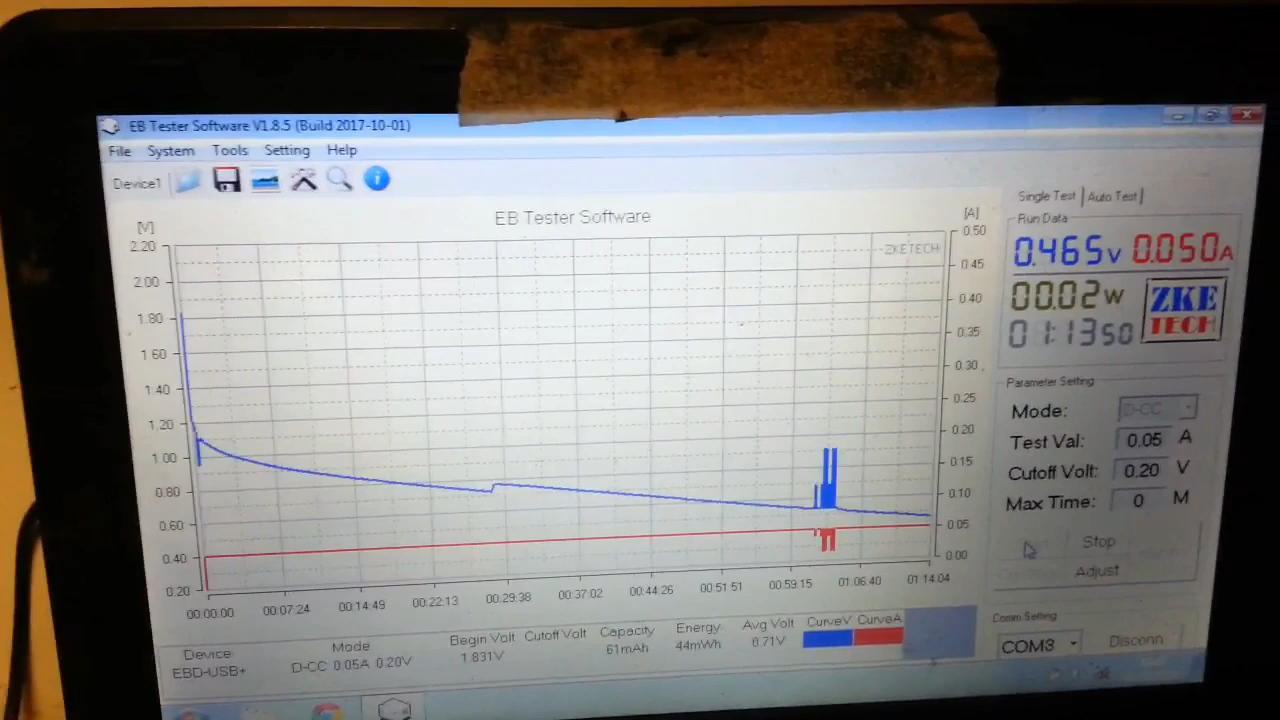 EB Tester Software V1.8.5 (Build 2017-10-01)
File System Tools Setting Help
Device1
Single Test Auto Test
EB Tester Software
[V]
[A]
2.20
2.00
1.80
1.60
1.40
1.20
1.00
0.80
0.60
0.40
0.20
ZKETECH
0.50
0.45
0.40
0.35
0.30
0.25
0.20
0.15
0.10
0.05
0.00
00:00:00 00:07:24 00:14:49 00:22:13 00:29:38 00:37:02 00:44:26 00:51:51 00:59:15 01:06:40 01:14:04
Run Data
0.465V 0.050A
00.02W
01:13:50
ZKE
TECH
Parameter Setting
Mode: D-CC
Test Val: 0.05 A
Cutoff Volt: 0.20 V
Max Time: 0 M
Stop
Adjust
Comm Setting
COM3 Disconn
Device Mode Begin Volt Cutoff Volt Capacity Energy Avg Volt CurveV CurveA
EBD-USB+ D-CC 0.05A 0.20V 1.831V 61mAh 44mWh 0.71V